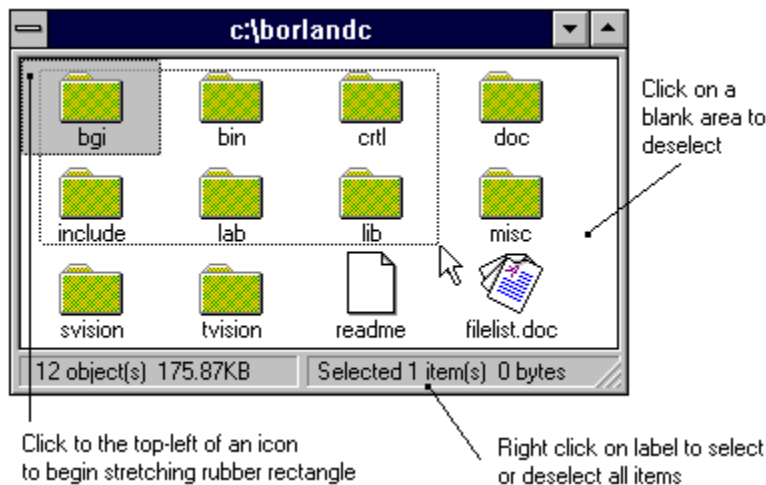 c:\borlandc
bgi bin crtl doc
include lab lib misc
svision tvision readme filelist.doc
12 object(s) 175.87KB Selected 1 item(s) 0 bytes
Click on a
blank area to
deselect
Click to the top-left of an icon
to begin stretching rubber rectangle
Right click on label to select
or deselect all items